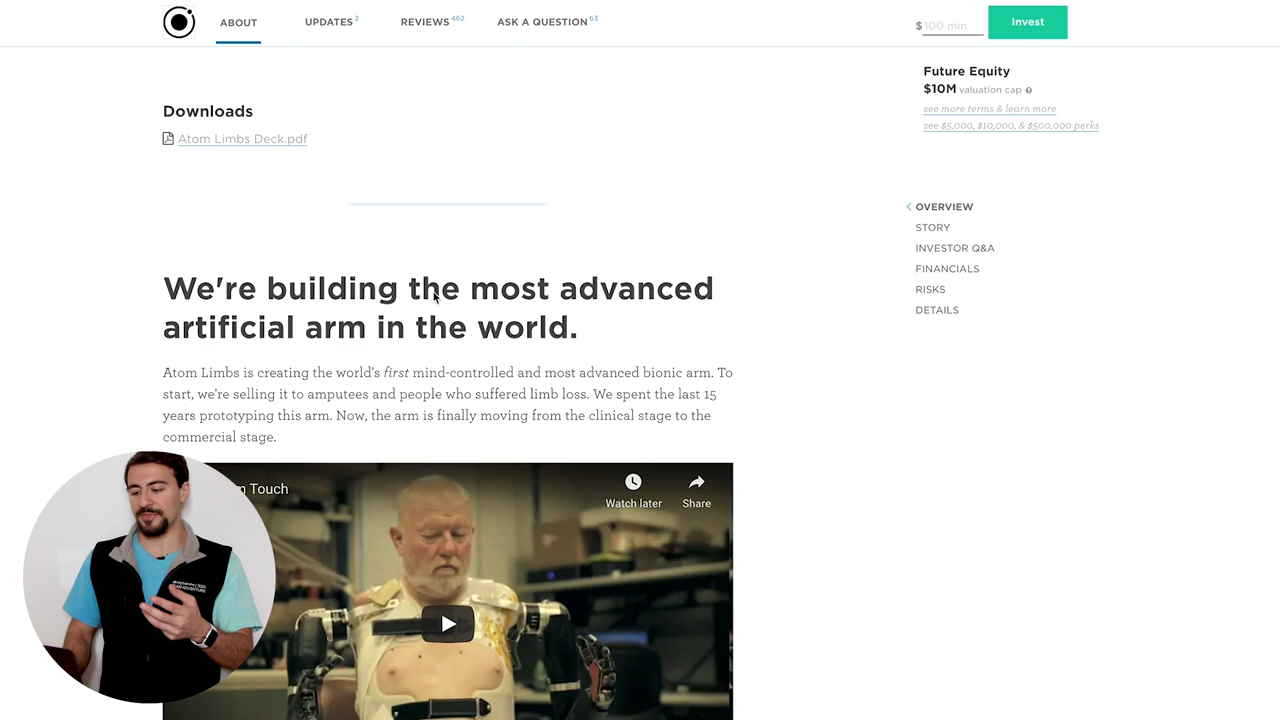 ABOUT
UPDATES 2
REVIEWS 462
ASK A QUESTION 63
$ 100 min
Invest
Future Equity
$10M valuation cap
see more terms & learn more
see $5,000, $10,000, & $500,000 perks
Downloads
Atom Limbs Deck.pdf
OVERVIEW
STORY
INVESTOR Q&A
FINANCIALS
RISKS
DETAILS
We're building the most advanced
artificial arm in the world.
Atom Limbs is creating the world's first mind-controlled and most advanced bionic arm. To
start, we're selling it to amputees and people who suffered limb loss. We spent the last 15
years prototyping this arm. Now, the arm is finally moving from the clinical stage to the
commercial stage.
Touch
Watch later
Share